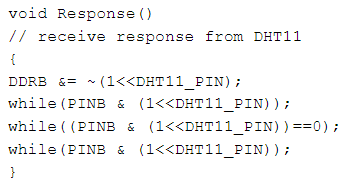 void Response()
// receive response from DHT11
{
DDRB &= ~(1<<DHT11_PIN);
while(PINB & (1<<DHT11_PIN));
while((PINB & (1<<DHT11_PIN))==0);
while(PINB & (1<<DHT11_PIN));
}